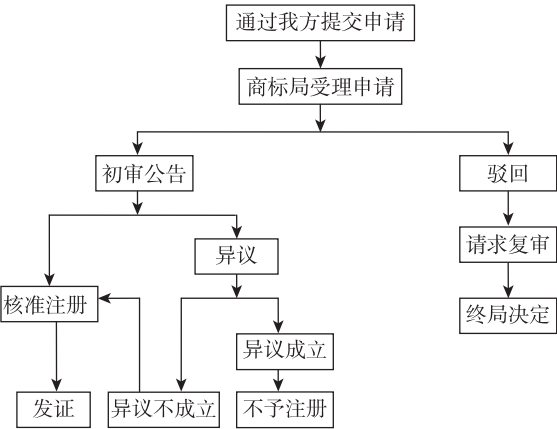 通过我方提交申请
商标局受理申请
初审公告
驳回
异议
请求复审
核准注册
终局决定
异议成立
发证
异议不成立
不予注册